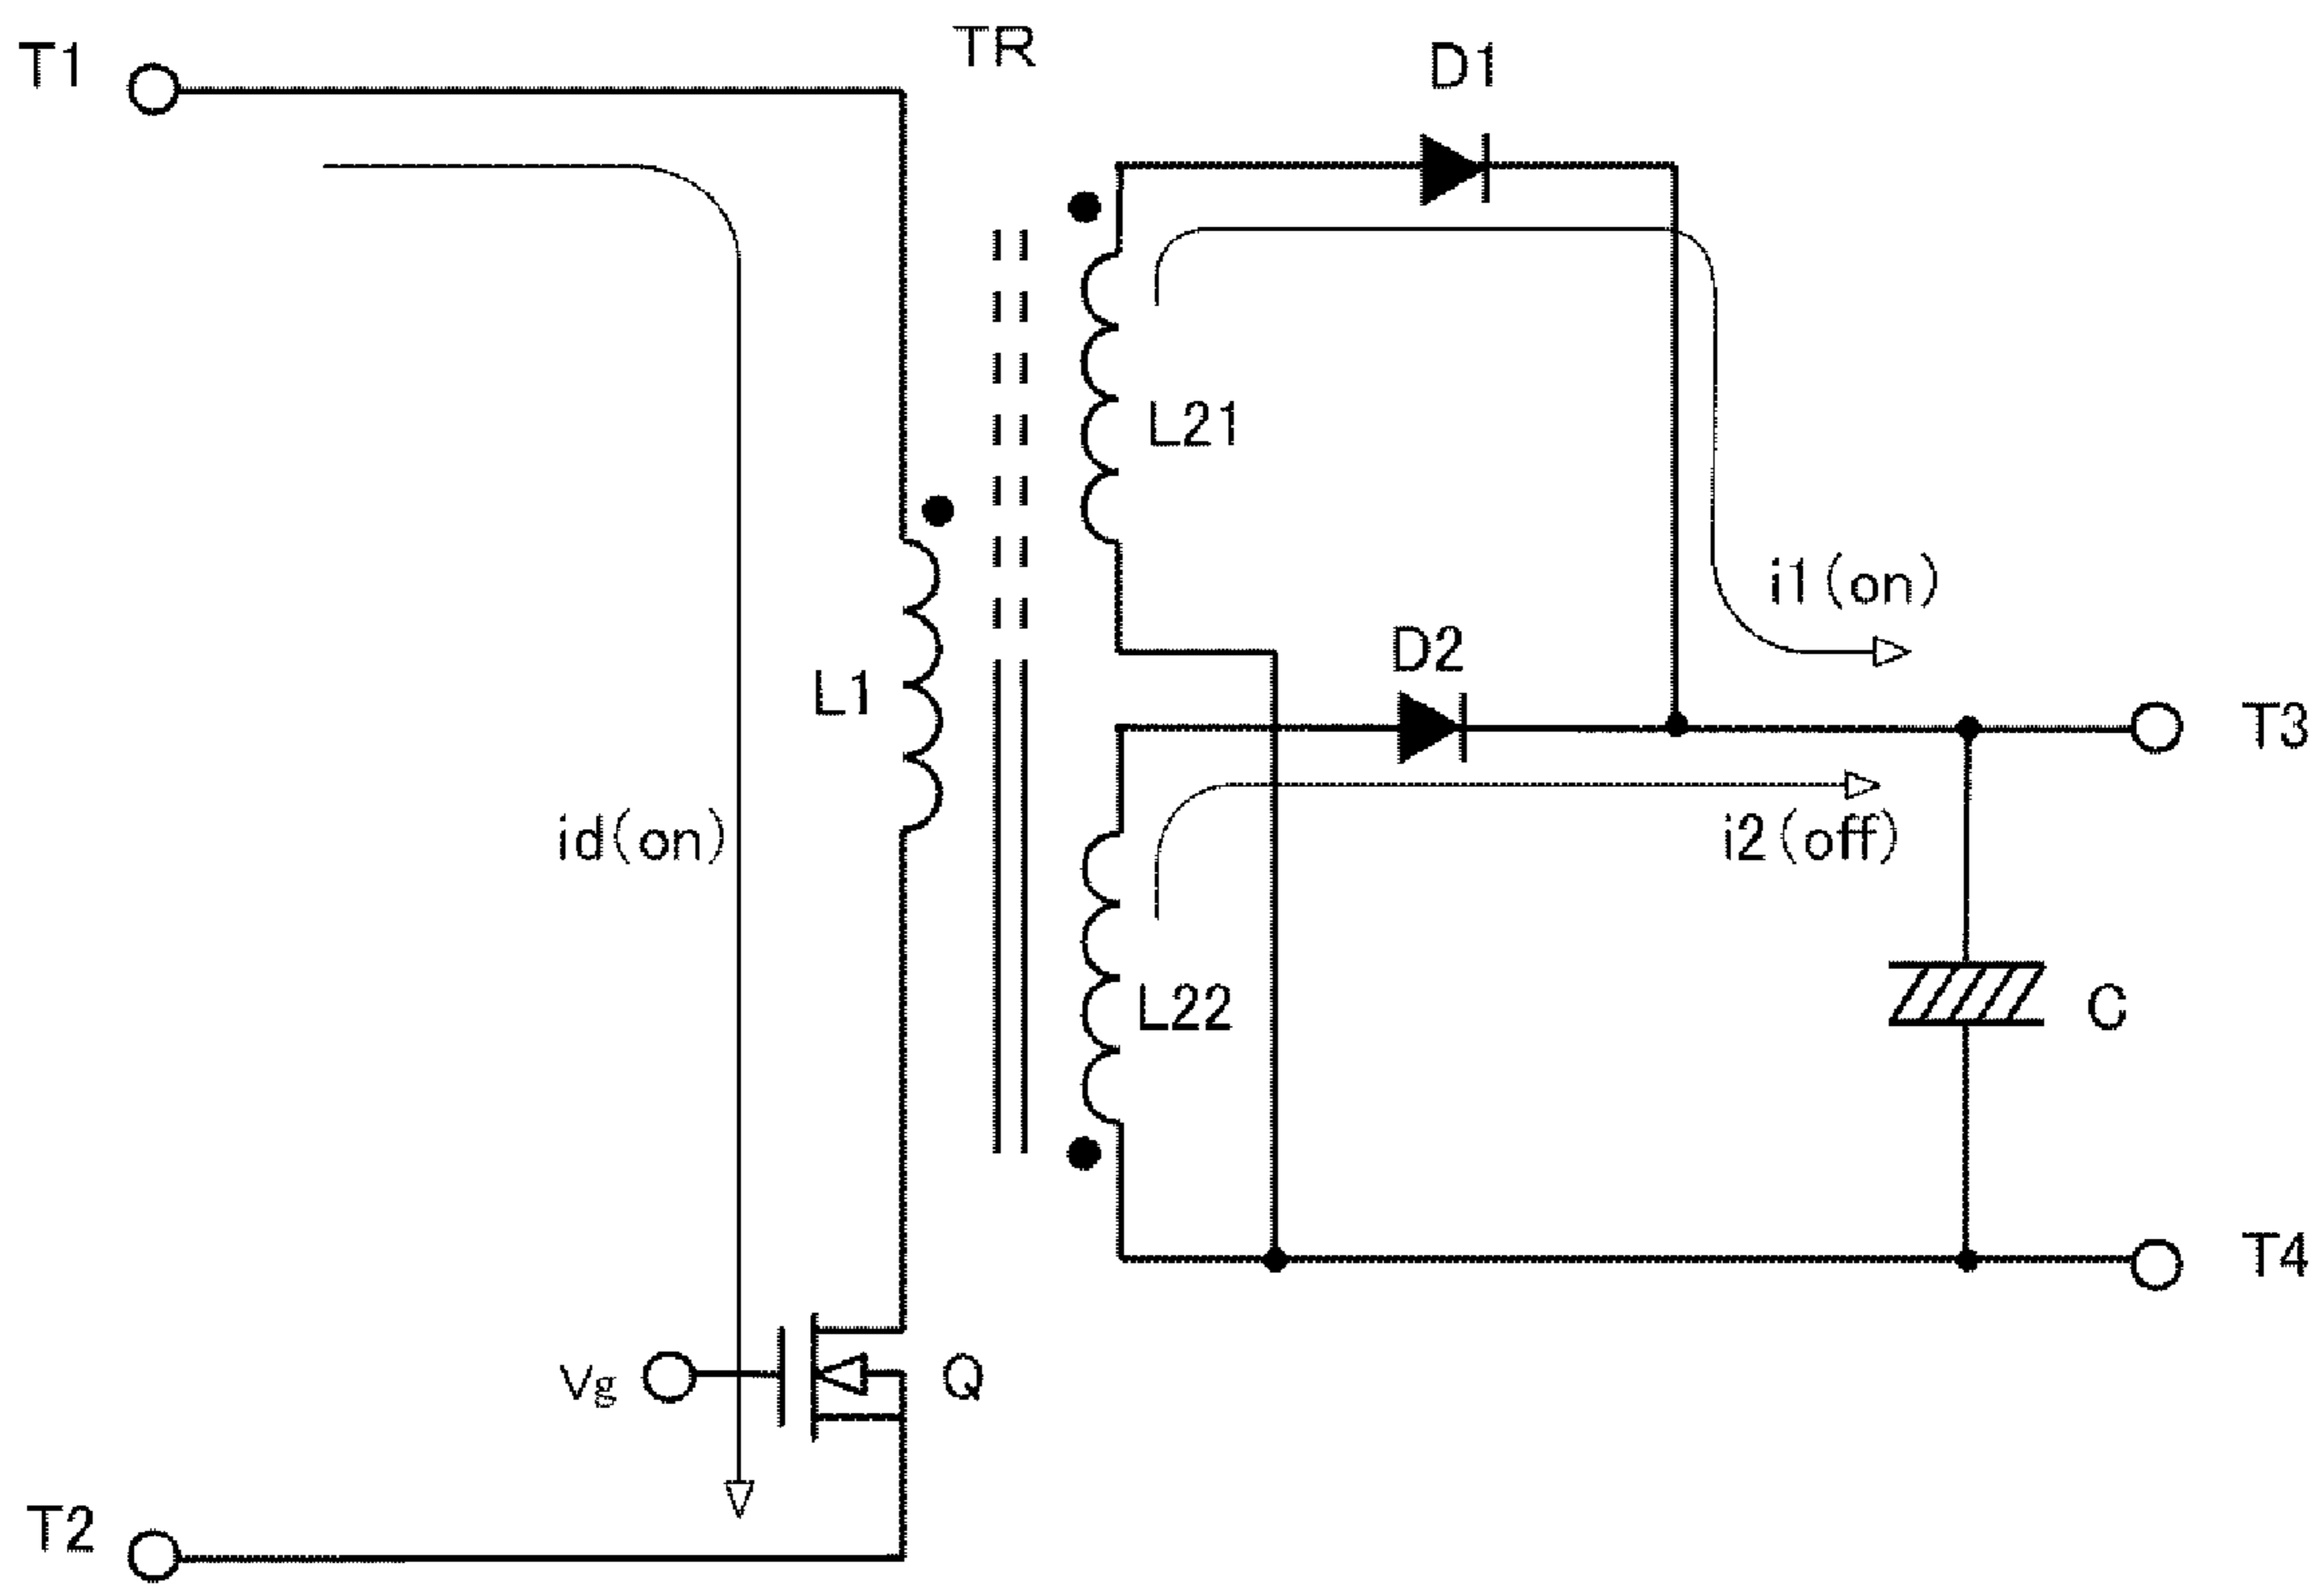 T1
TR
D1
L21
i1(on)
D2
L1
T3
id(on)
i2(off)
L22
C
T4
Vg
Q
T2